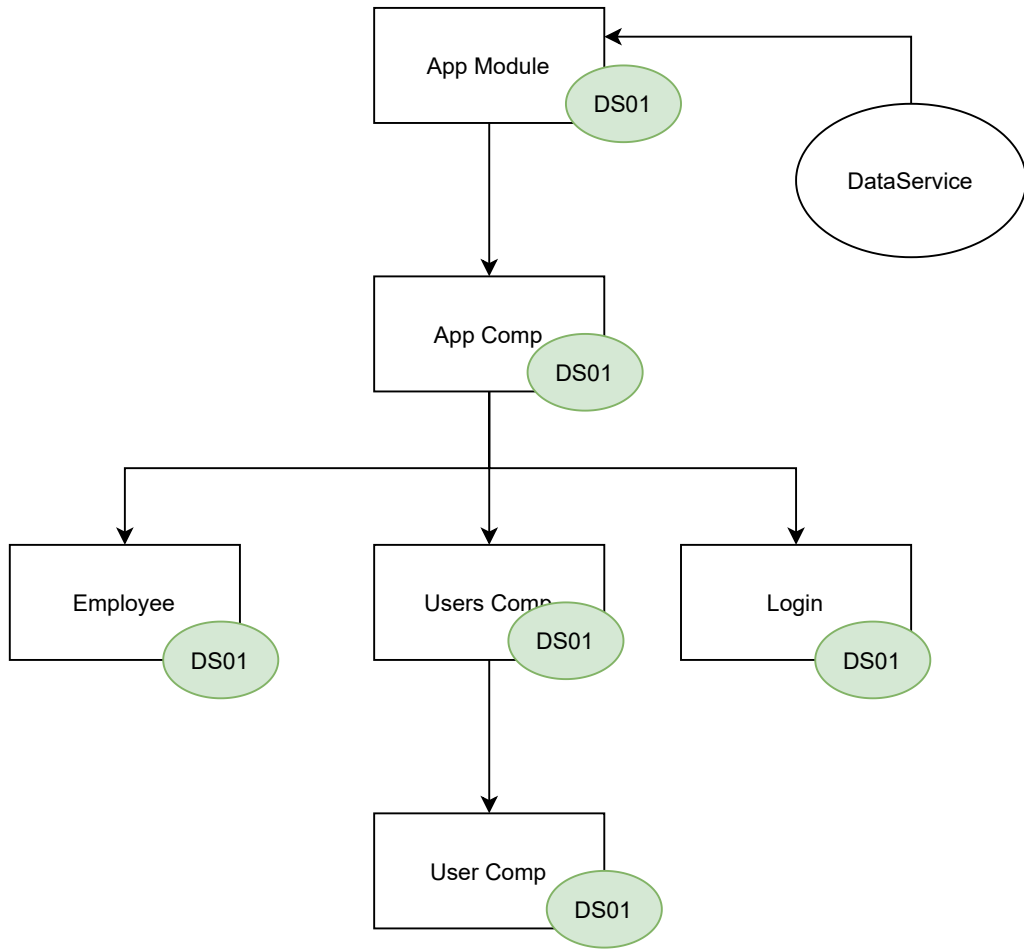 App Module
DS01
DataService
App Comp
DS01
Employee
DS01
Users Comp
DS01
Login
DS01
User Comp
DS01